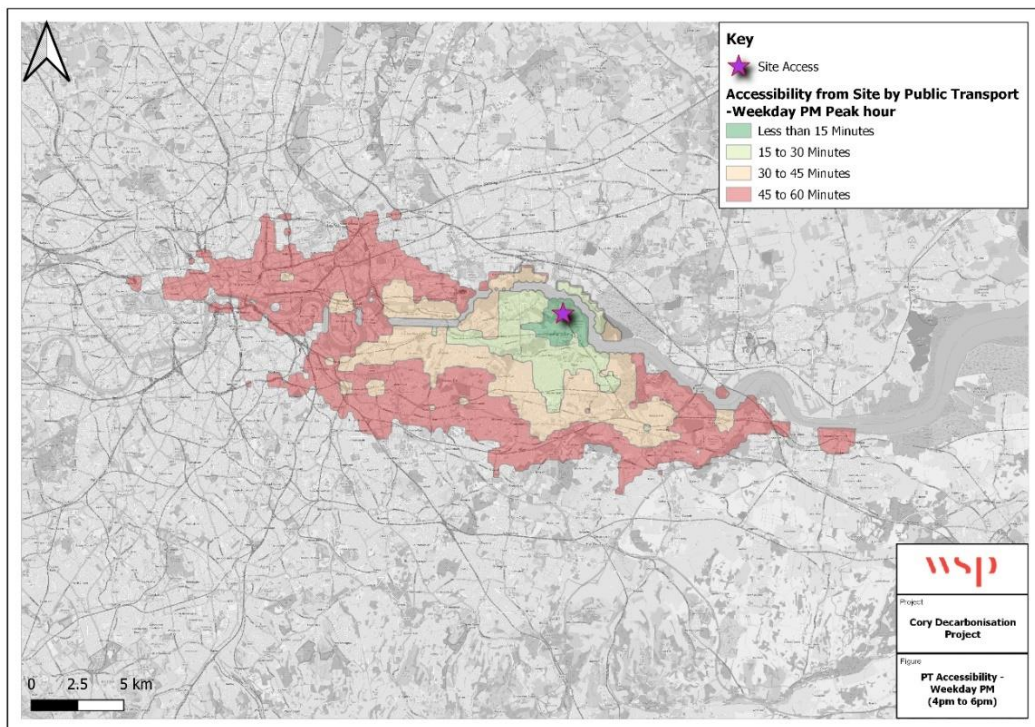 Key
Site Access
Accessibility from Site by Public Transport
-Weekday PM Peak hour
Less than 15 Minutes
15 to 30 Minutes
30 to 45 Minutes
45 to 60 Minutes
0 2.5 5 km
wsp
Project
Cory Decarbonisation
Project
Figure
PT Accessibility -
Weekday PM
(4pm to 6pm)